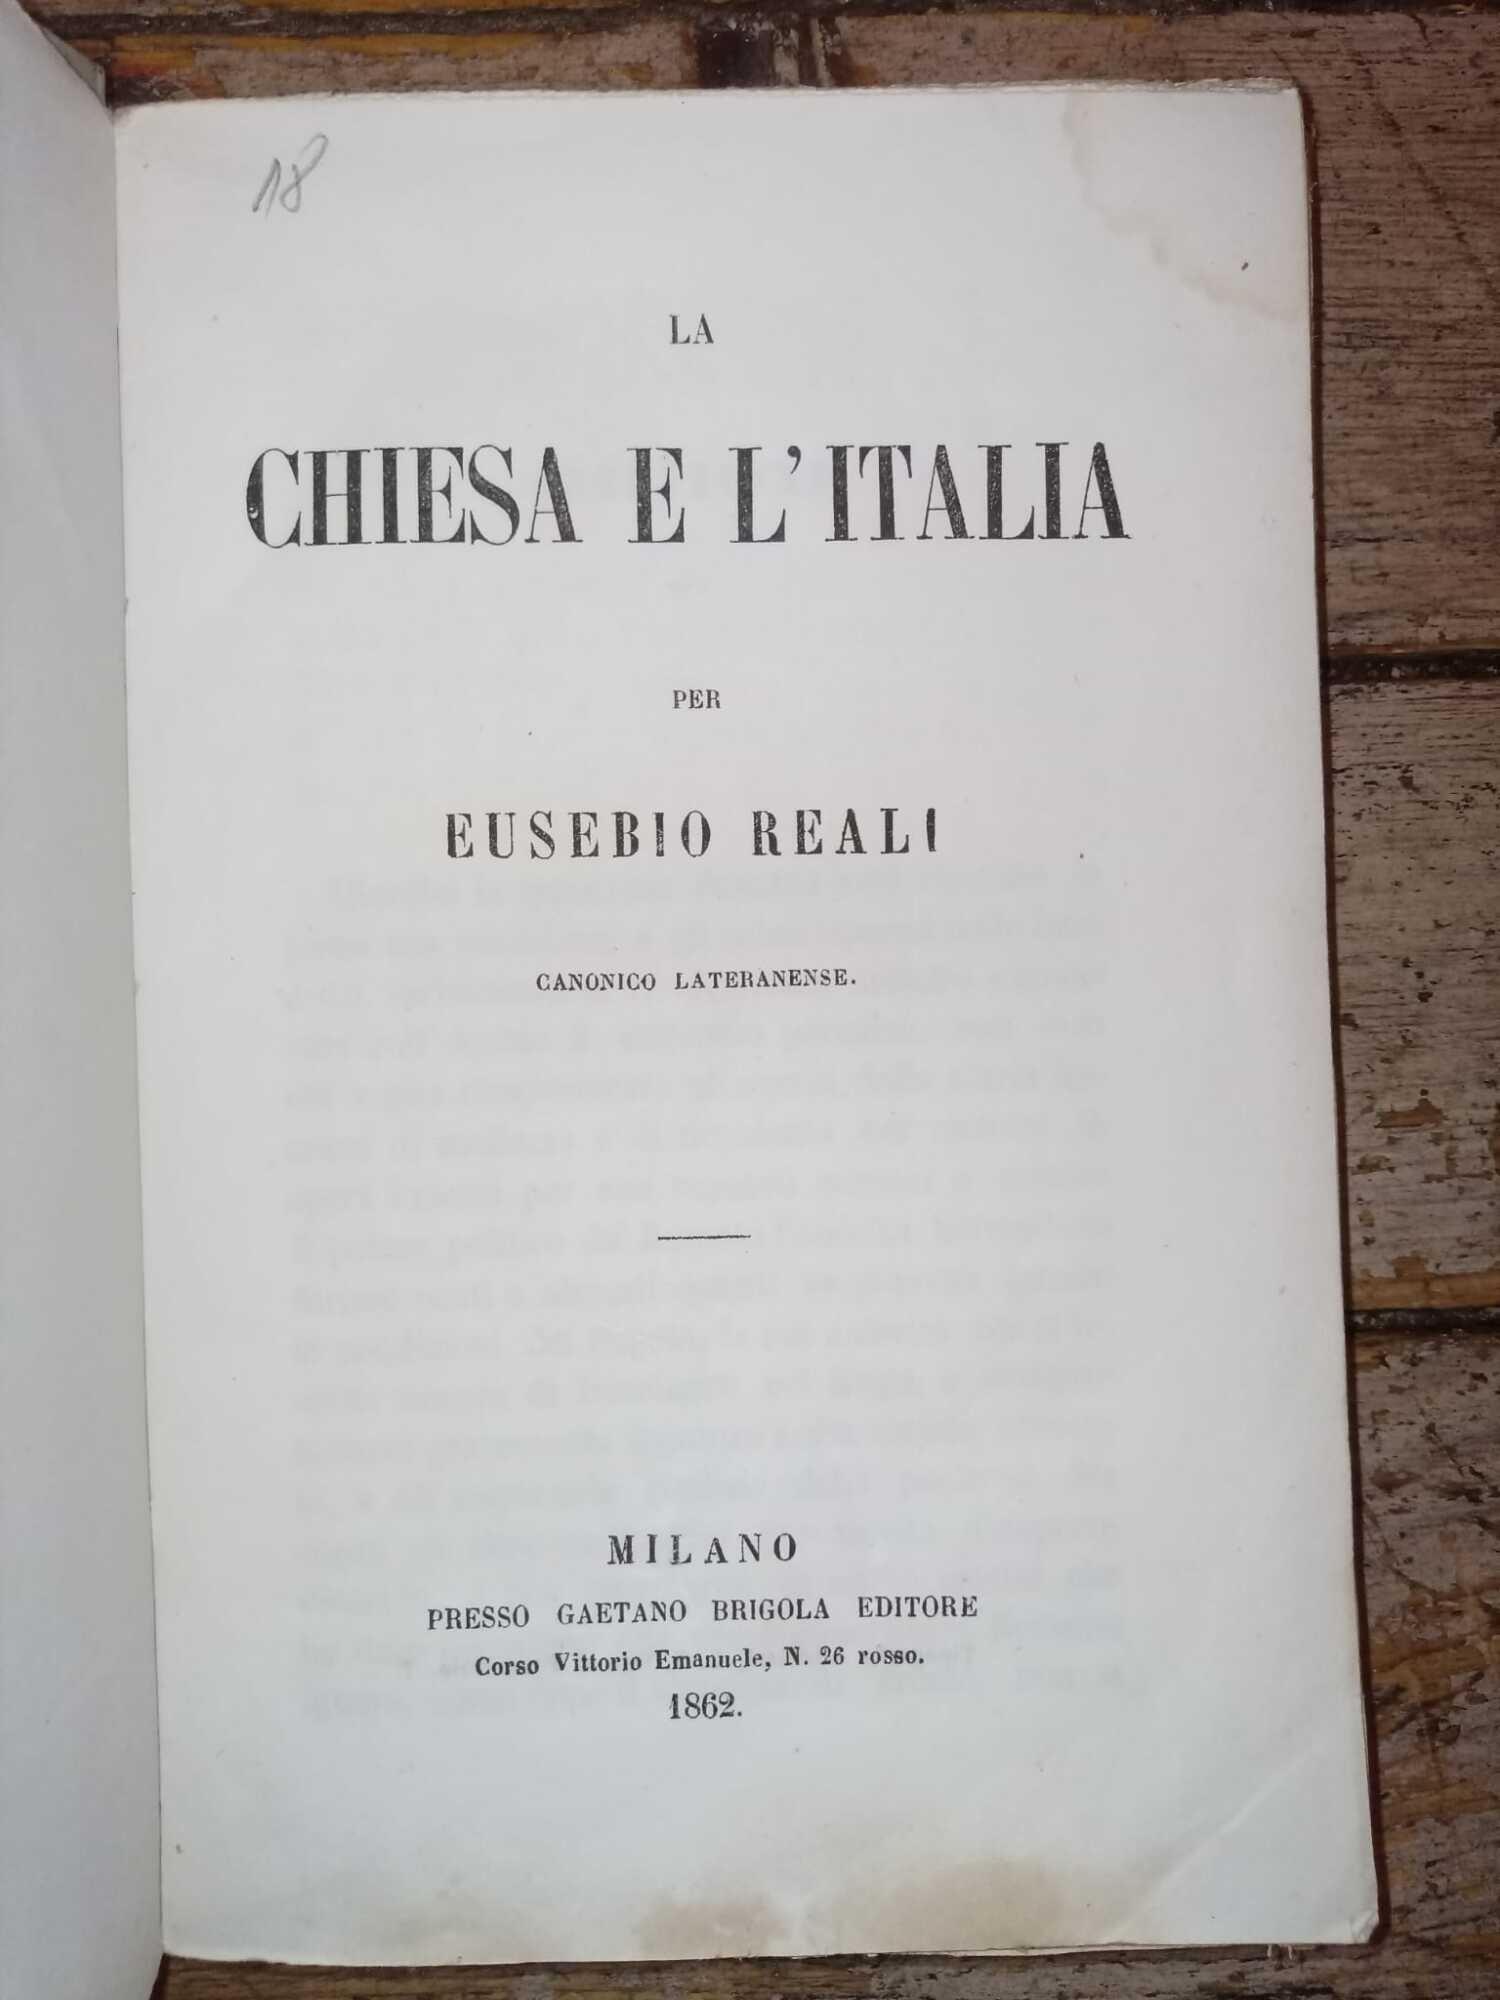 18
LA
CHIESA E L'ITALIA
PER
EUSEBIO REALI
CANONICO LATERANENSE.
MILANO
PRESSO GAETANO BRIGOLA EDITORE
Corso Vittorio Emanuele, N. 26 rosso.
1862.